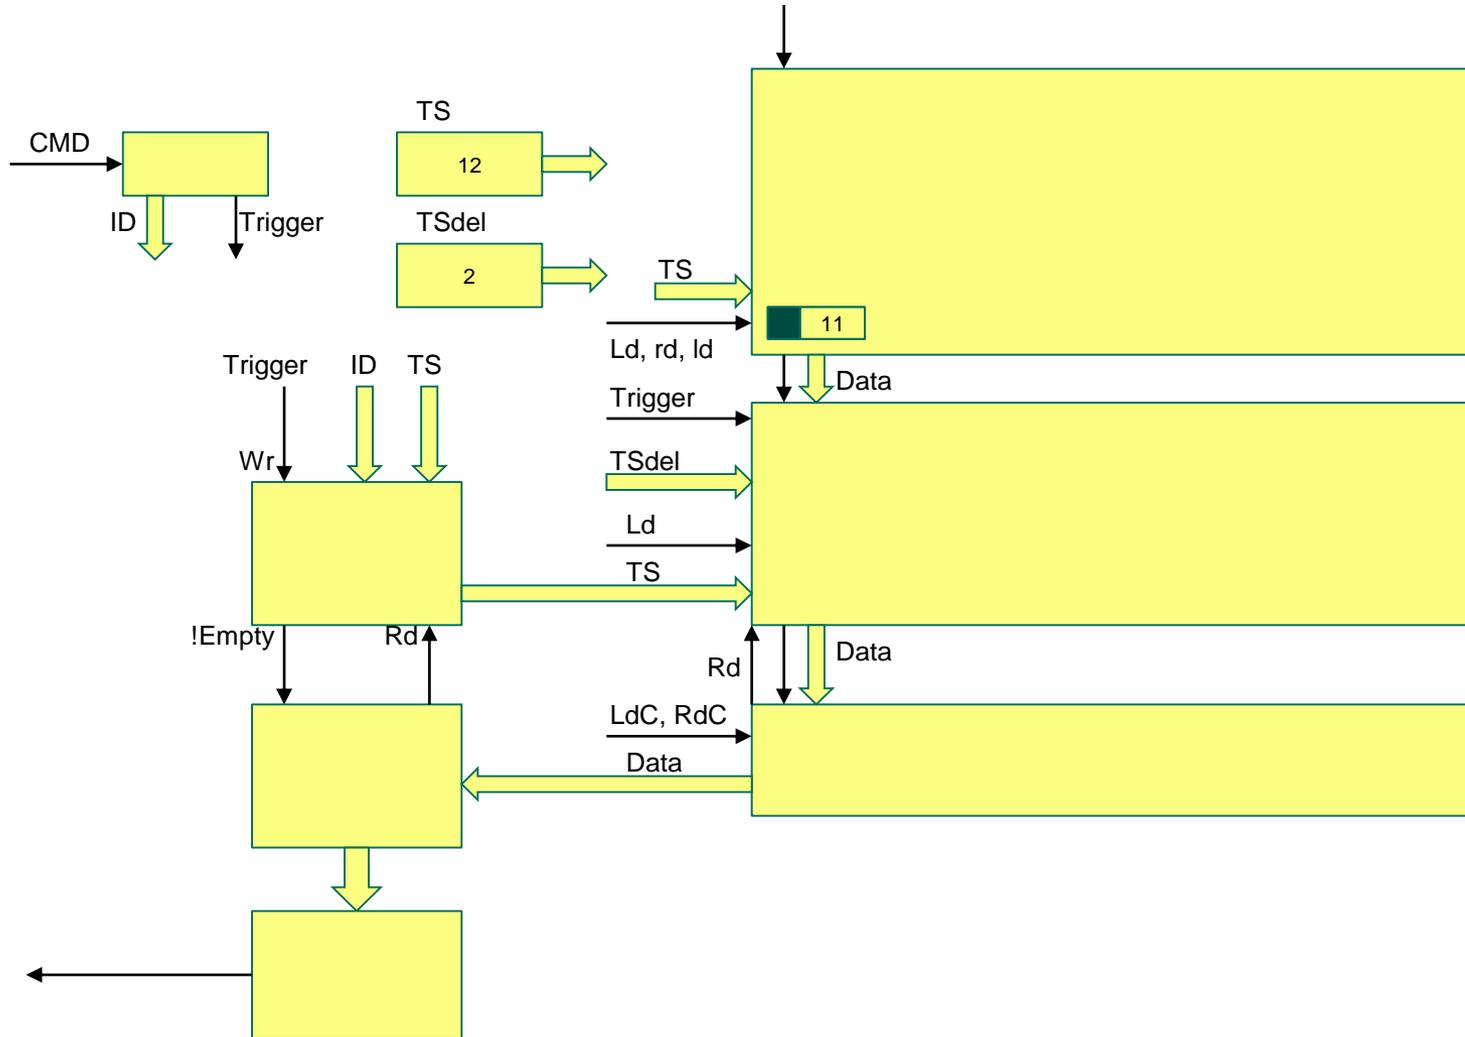 TS
CMD
12
ID
Trigger
TSdel
2
TS
11
Ld, rd, ld
Trigger
ID
TS
Data
Trigger
Wr
TSdel
Ld
TS
!Empty
Rd
Rd
Data
LdC, RdC
Data